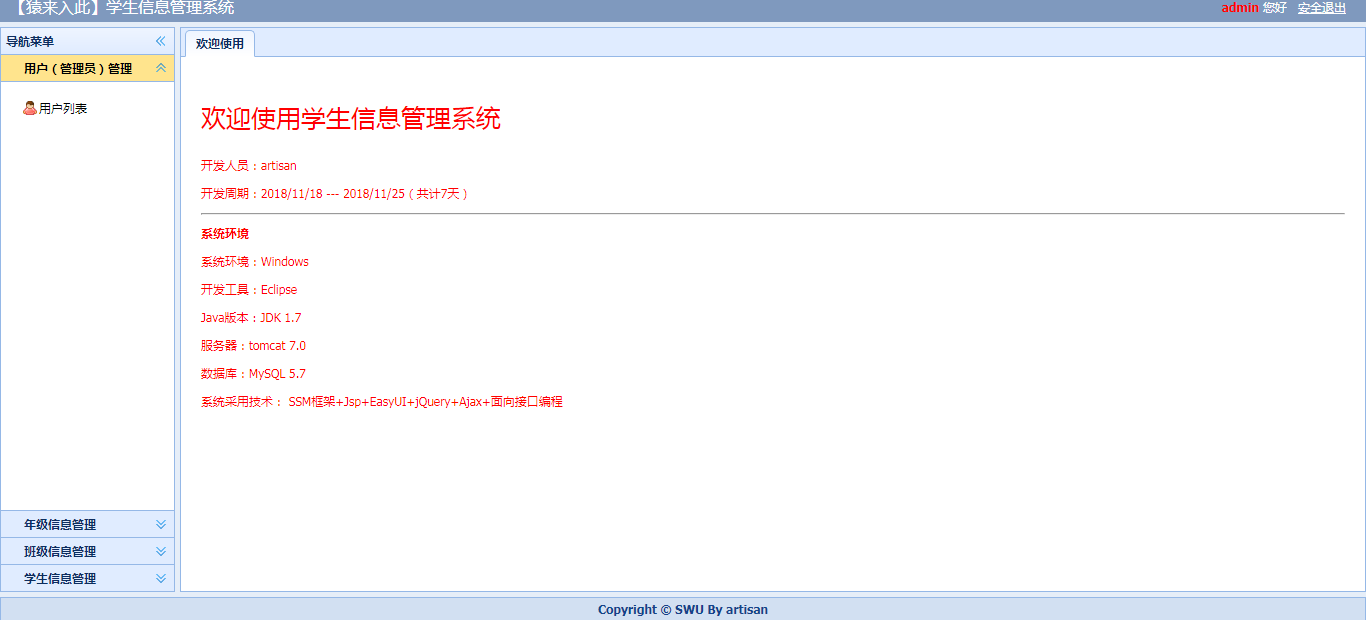 【猿来入此】学生信息管理系统
admin 您好 安全退出
导航菜单
欢迎使用
用户（管理员）管理
用户列表
欢迎使用学生信息管理系统
开发人员：artisan
开发周期：2018/11/18 --- 2018/11/25（共计7天）
系统环境
系统环境：Windows
开发工具：Eclipse
Java版本：JDK 1.7
服务器：tomcat 7.0
数据库：MySQL 5.7
系统采用技术： SSM框架+Jsp+EasyUI+jQuery+Ajax+面向接口编程
年级信息管理
班级信息管理
学生信息管理
Copyright © SWU By artisan